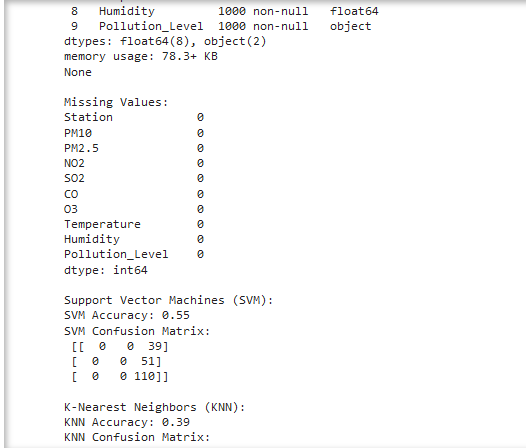 8 Humidity 1000 non-null float64
9 Pollution_Level 1000 non-null object
dtypes: float64(8), object(2)
memory usage: 78.3+ KB
None
Missing Values:
Station 0
PM10 0
PM2.5 0
NO2 0
SO2 0
CO 0
O3 0
Temperature 0
Humidity 0
Pollution_Level 0
dtype: int64
Support Vector Machines (SVM):
SVM Accuracy: 0.55
SVM Confusion Matrix:
[[ 0 0 39]
[ 0 0 51]
[ 0 0 110]]
K-Nearest Neighbors (KNN):
KNN Accuracy: 0.39
KNN Confusion Matrix: